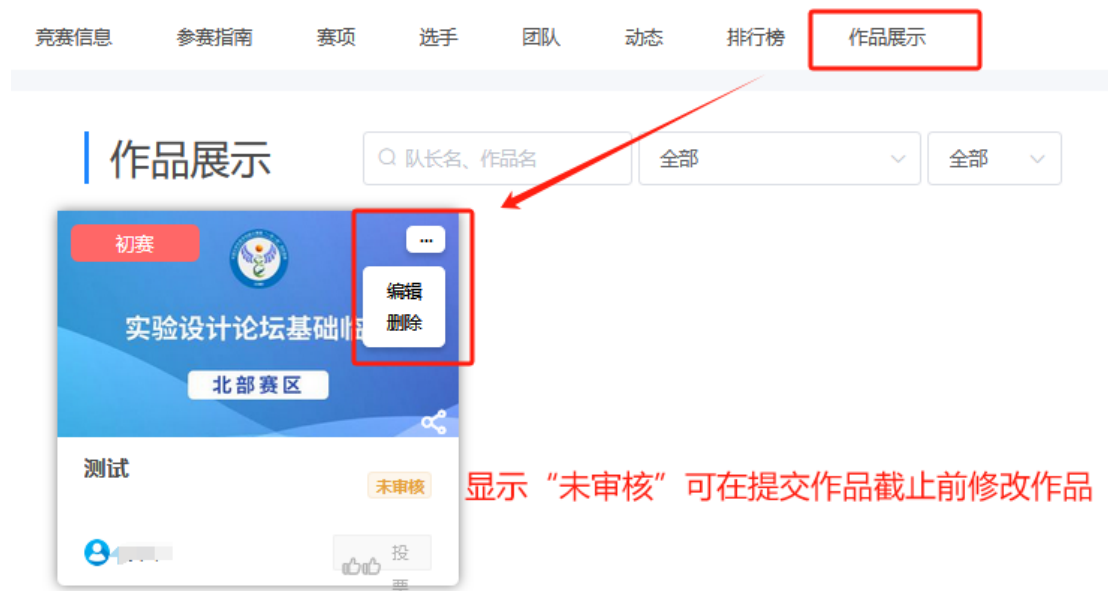 竞赛信息 参赛指南 赛项 选手 团队 动态 排行榜 作品展示
作品展示 队长名、作品名 全部 全部
初赛 ...
编辑
删除
实验设计论坛基础临
北部赛区
测试
未审核
显示“未审核”可在提交作品截止前修改作品
投
票